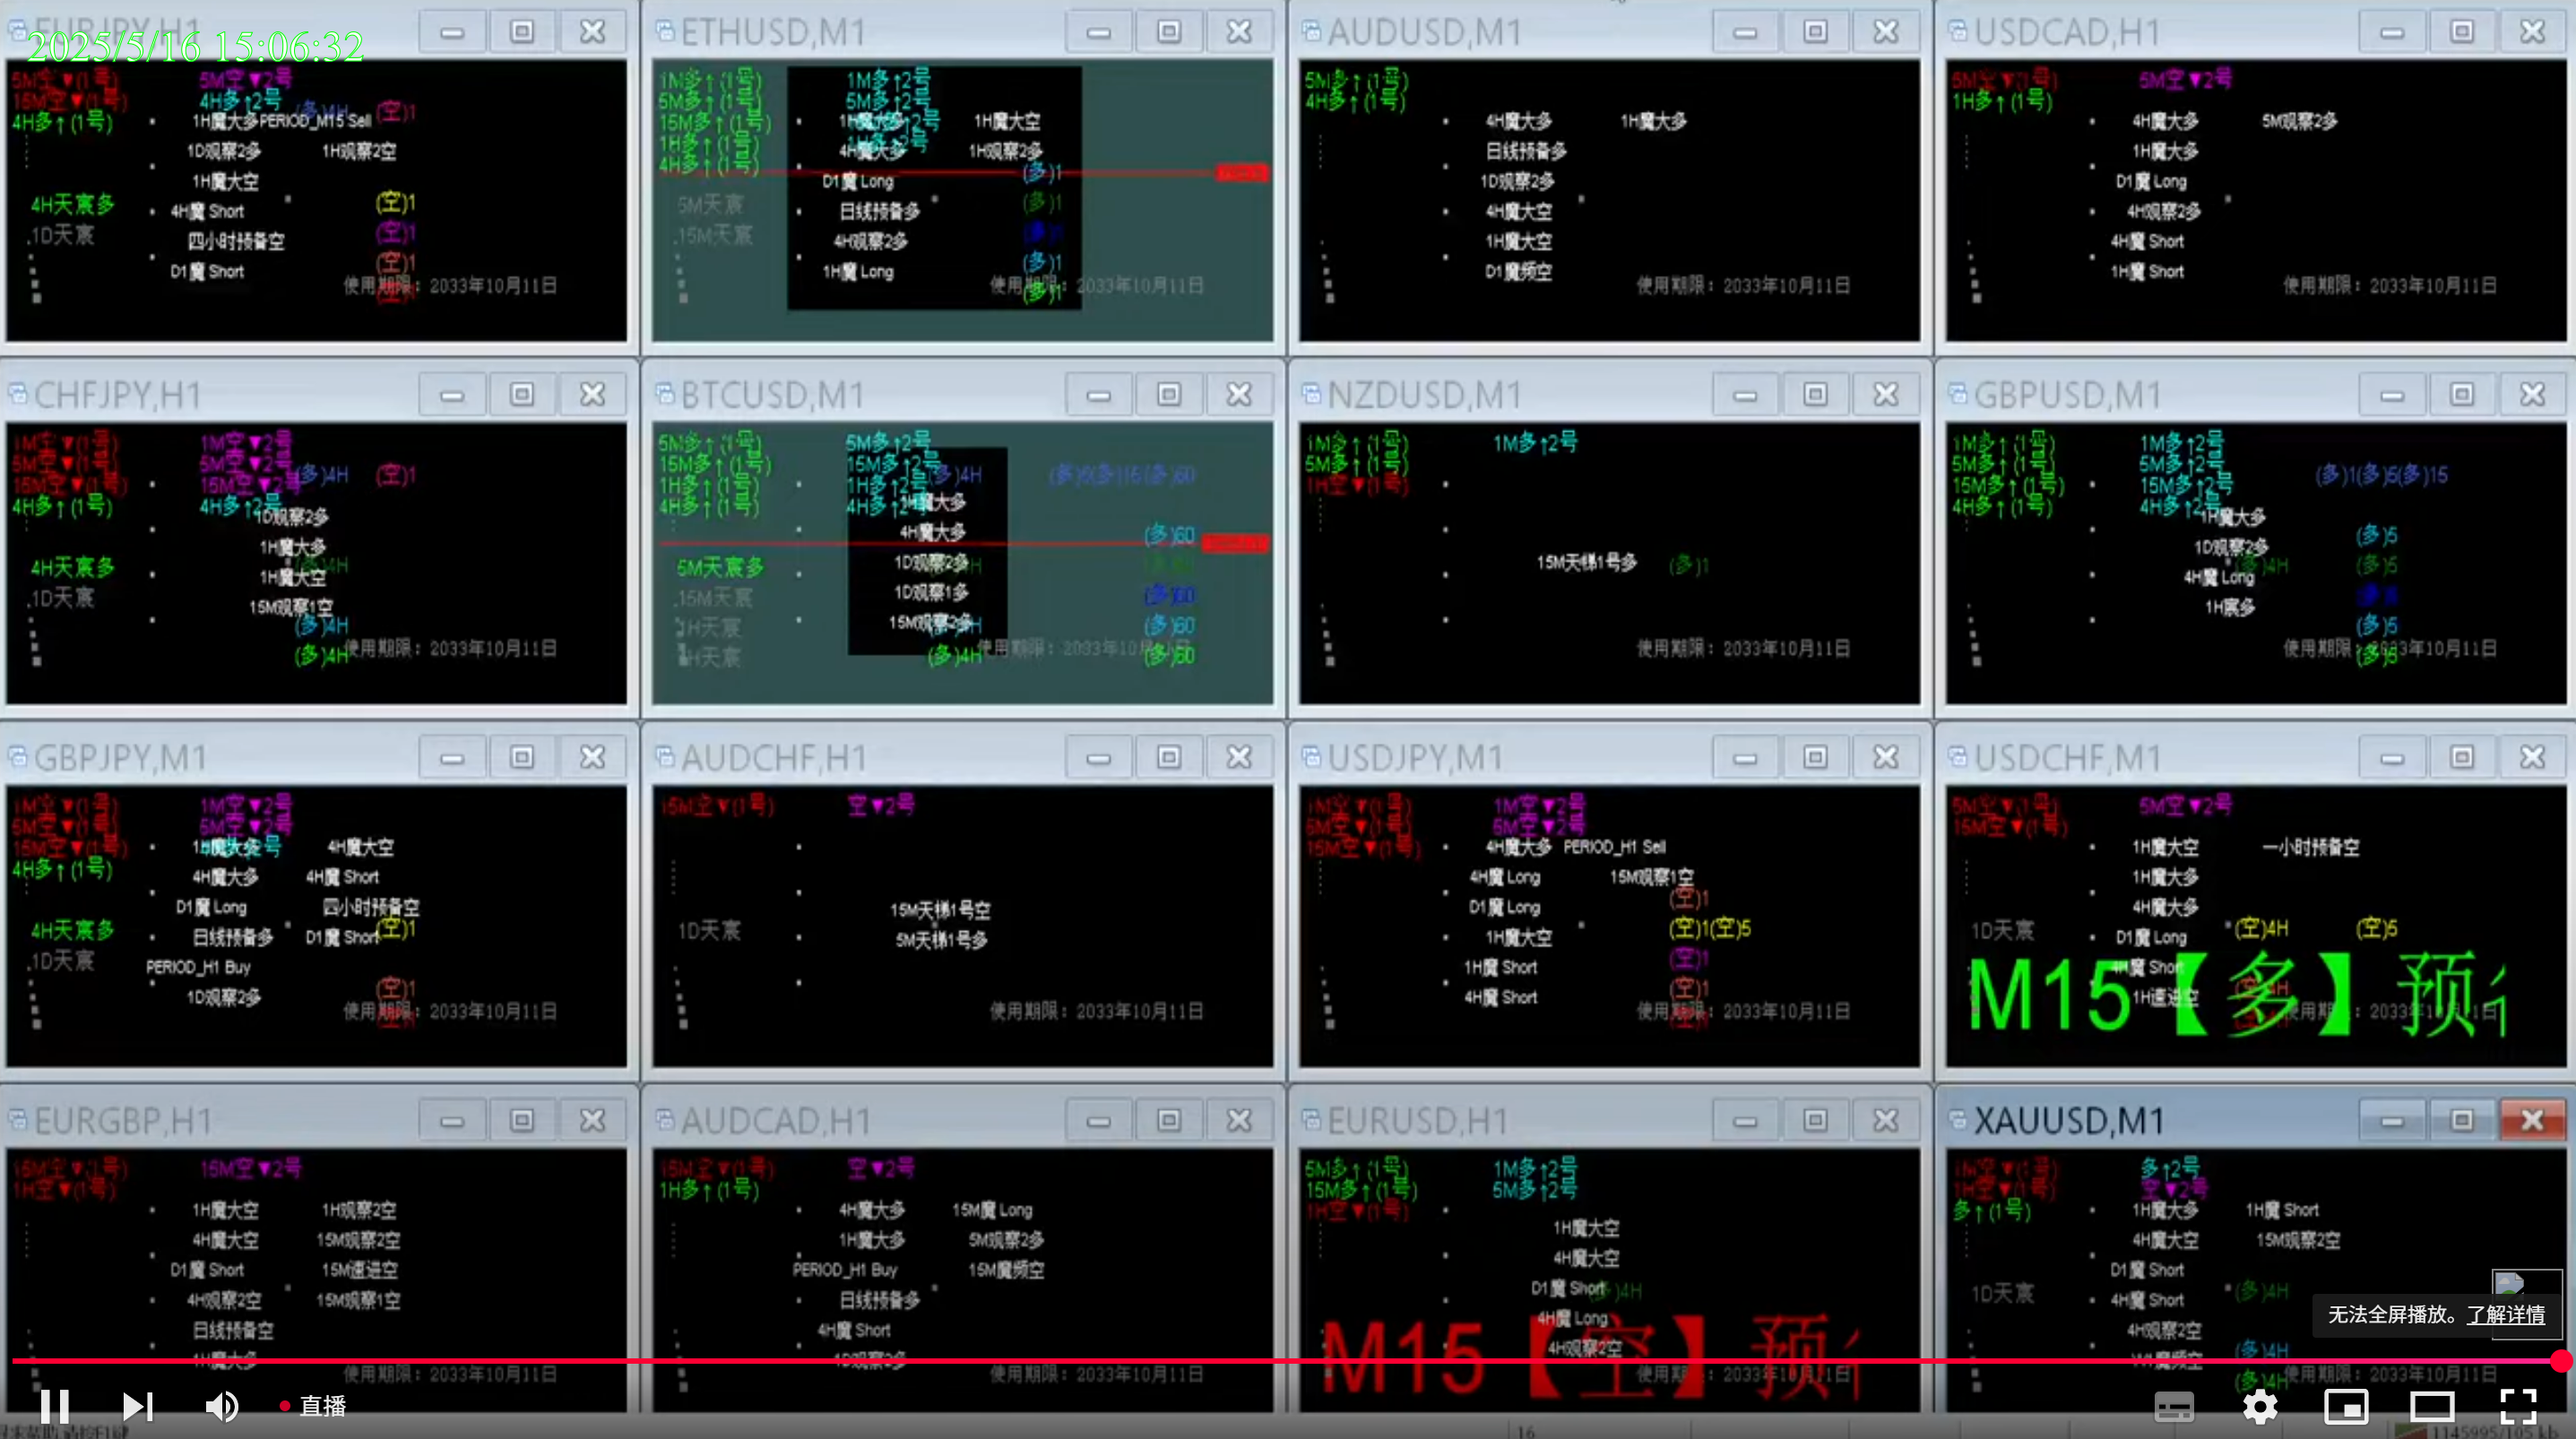 EURJPY,H1
2025/5/16 15:06:32
5M空▼(1号) 5M空▼2号
15M空▼(1号) 4H多↑2号 (多)4H (空)1
4H多↑(1号) 1H魔大多PERIOD_M15 Sell
1D观察2多 1H观察2空
1H魔大空
4H天宸多 4H魔 Short (空)1
.1D天宸 四小时预备空 (空)1
D1魔 Short (空)1
使用期限：2033年10月11日
ETHUSD,M1
1M多↑(1号) 1M多↑2号
5M多↑(1号) 5M多↑2号
15M多↑(1号) 1H魔大多 1H魔大空
1H多↑(1号)
4H多↑(1号) 4H魔大多 1H观察2多
D1魔 Long (多)1
5M天宸 日线预备多 (多)1
.15M天宸 4H观察2多
1H魔 Long (多)1
使用期限：2033年10月11日
(多)1
AUDUSD,M1
5M多↑(1号)
4H多↑(1号)
4H魔大多 1H魔大多
日线预备多
1D观察2多
4H魔大空
1H魔大空
D1魔频空
使用期限：2033年10月11日
USDCAD,H1
5M空▼(1号) 5M空▼2号
1H多↑(1号)
4H魔大多 5M观察2多
1H魔大多
D1魔 Long
4H观察2多
4H魔 Short
1H魔 Short
使用期限：2033年10月11日
CHFJPY,H1
1M空▼(1号) 1M空▼2号
5M空▼(1号) 5M空▼2号
15M空▼(1号) 15M空▼2号 (多)4H (空)1
4H多↑(1号) 4H多↑2号
1D观察2多
1H魔大多
4H天宸多 1H魔大空
.1D天宸 15M观察1空
(多)4H
(多)4H
使用期限：2033年10月11日
BTCUSD,M1
5M多↑(1号) 5M多↑2号
15M多↑(1号) 15M多↑2号
1H多↑(1号) 1H多↑2号
4H多↑(1号) 4H多↑2号
4H魔大多 (多)60
5M天宸多 1D观察2多
.15M天宸 1D观察1多 (多)60
1H天宸 15M观察2多 (多)60
(多)4H (多)60
NZDUSD,M1
1M多↑(1号) 1M多↑2号
5M多↑(1号)
1H空▼(1号)
15M天梯1号多 (多)1
使用期限：2033年10月11日
GBPUSD,M1
1M多↑(1号) 1M多↑2号
5M多↑(1号) 5M多↑2号
15M多↑(1号) 15M多↑2号 (多)1(多)5(多)15
4H多↑(1号) 4H多↑2号
1H魔大多 (多)5
1D观察2多
4H魔 Long (多)4H (多)5
1H宸多
(多)5
(多)5
使用期限：2033年10月11日
GBPJPY,M1
1M空▼(1号) 1M空▼2号
5M空▼(1号) 5M空▼2号
15M空▼(1号) 1H魔大多 4H魔大空
4H多↑(1号) 4H魔大多 4H魔 Short
D1魔 Long 四小时预备空
4H天宸多 日线预备多 D1魔 Short (空)1
.1D天宸 PERIOD_H1 Buy
1D观察2多 (空)1
使用期限：2033年10月11日
AUDCHF,H1
15M空▼(1号) 空▼2号
15M天梯1号空
1D天宸 5M天梯1号多
使用期限：2033年10月11日
USDJPY,M1
1M空▼(1号) 1M空▼2号
5M空▼(1号) 5M空▼2号
15M空▼(1号) 4H魔大多 PERIOD_H1 Sell
4H魔 Long 15M观察1空
D1魔 Long (空)1
1H魔大空 (空)1(空)5
1H魔 Short (空)1
4H魔 Short (空)1
使用期限：2033年10月11日
USDCHF,M1
5M空▼(1号) 5M空▼2号
15M空▼(1号)
1H魔大空 一小时预备空
1H魔大多
4H魔大多
1D天宸 D1魔 Long (空)4H (空)5
4H魔 Short
1H速进空
M15【多】预
EURGBP,H1
15M空▼(1号) 15M空▼2号
1H空▼(1号)
1H魔大空 1H观察2空
4H魔大空 15M观察2空
D1魔 Short 15M速进空
4H观察2空 15M观察1空
日线预备空
1H魔大多
使用期限：2033年10月11日
AUDCAD,H1
15M空▼(1号) 空▼2号
1H多↑(1号)
4H魔大多 15M魔 Long
1H魔大多 5M观察2多
PERIOD_H1 Buy 15M魔频空
日线预备多
4H魔 Short
1D观察2多
使用期限：2033年10月11日
EURUSD,H1
5M多↑(1号) 1M多↑2号
15M多↑(1号) 5M多↑2号
1H空▼(1号)
1H魔大空
4H魔大空
D1魔 Short (多)4H
4H魔 Long
4H观察2空
M15【空】预
使用期限：2033年10月11日
XAUUSD,M1
1M空▼(1号) 多↑2号
1H空▼(1号) 空▼2号
多↑(1号) 1H魔大多 1H魔 Short
4H魔大空 15M观察2空
D1魔 Short
1D天宸 4H魔 Short (多)4H
4H观察2空
(多)4H
(多)4H
使用期限：2033年10月11日
无法全屏播放。了解详情
直播
16
1145995/105 kb